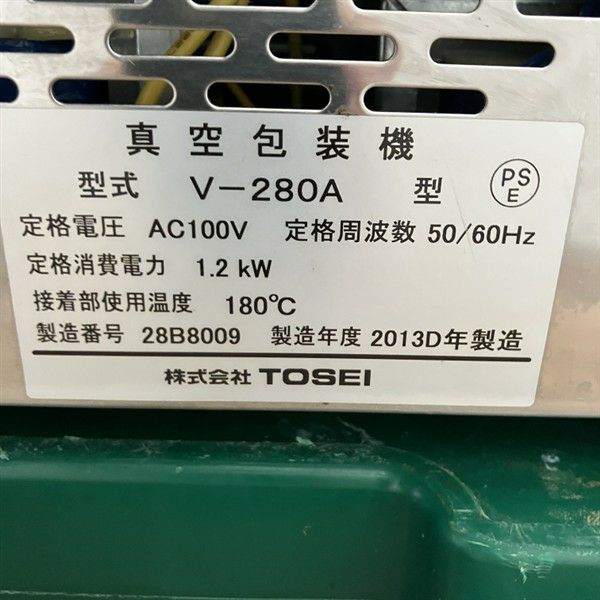 真空包装機
型式 V-280A 型 PS E
定格電圧 AC100V 定格周波数 50/60Hz
定格消費電力 1.2 kW
接着部使用温度 180℃
製造番号 28B8009 製造年度 2013D年製造
株式会社 TOSEI